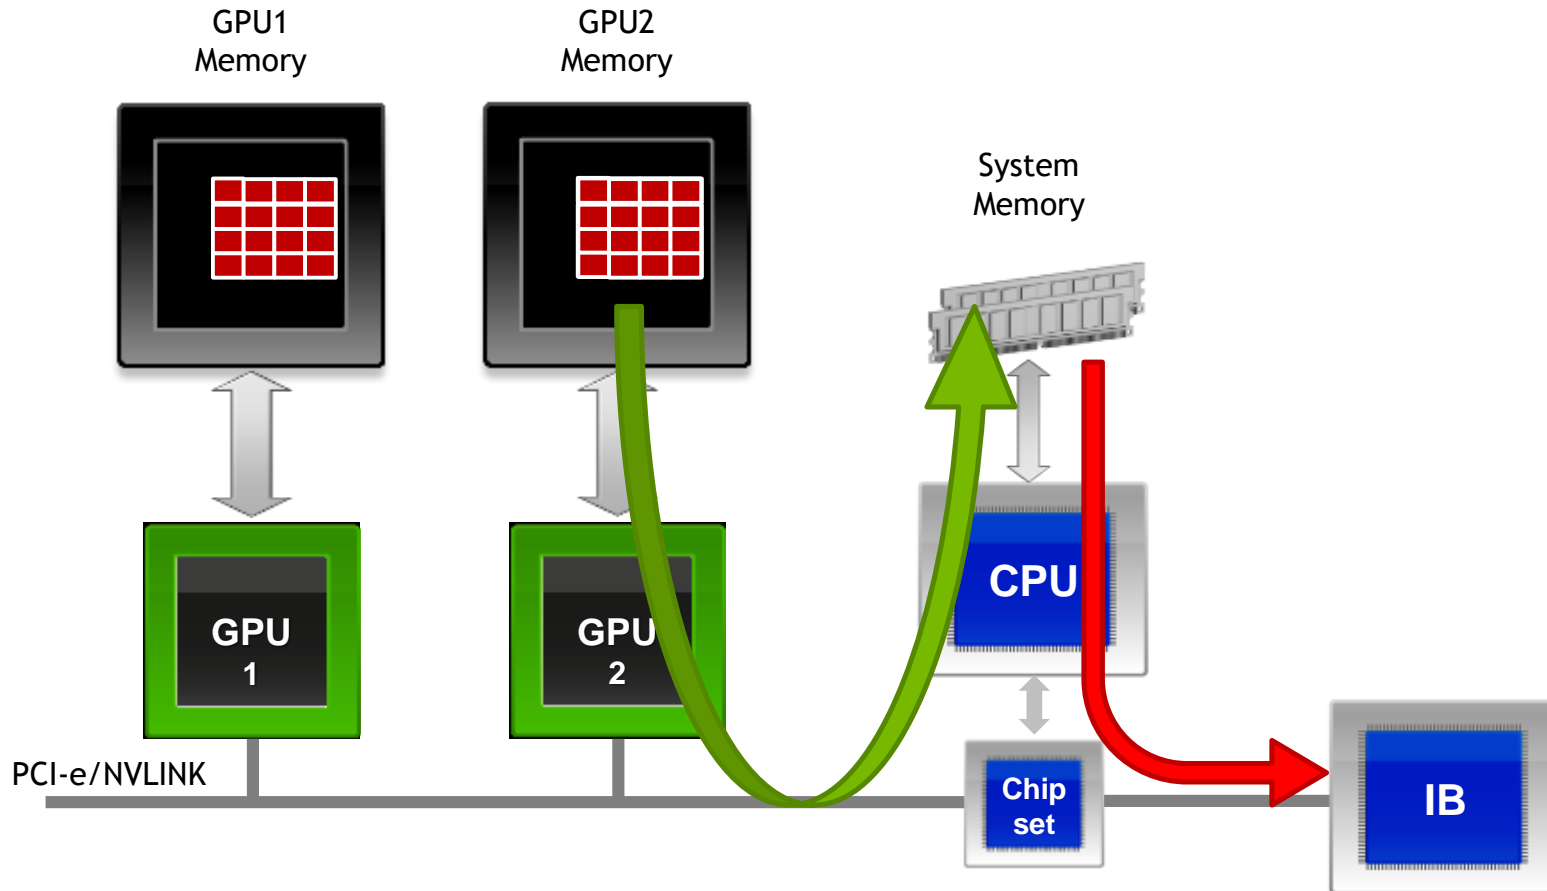 GPU1
Memory
GPU2
Memory
System
Memory
GPU
1
GPU
2
CPU
PCI-e/NVLINK
Chip
set
IB